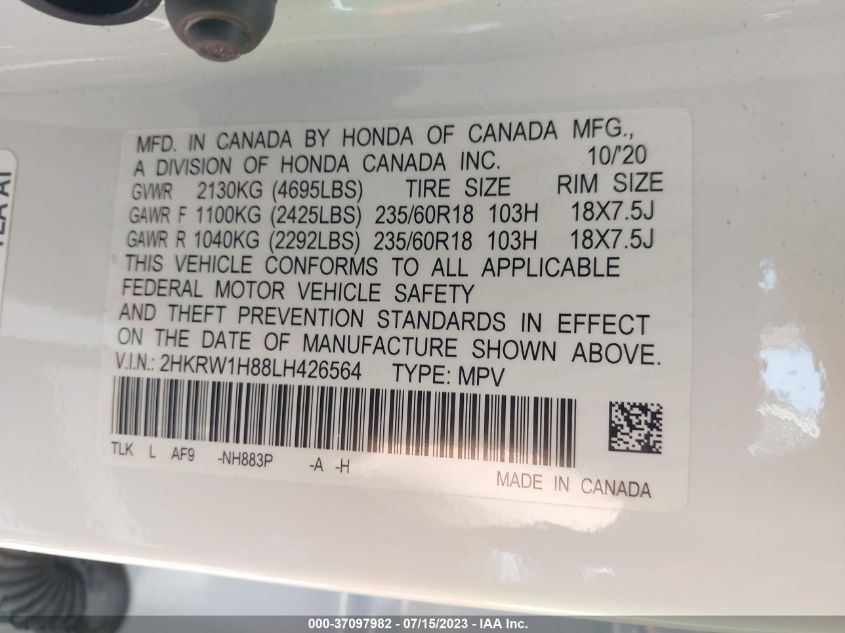 MFD. IN CANADA BY HONDA OF CANADA MFG.,
A DIVISION OF HONDA CANADA INC. 10/'20
GVWR 2130KG (4695LBS) TIRE SIZE RIM SIZE
GAWR F 1100KG (2425LBS) 235/60R18 103H 18X7.5J
GAWR R 1040KG (2292LBS) 235/60R18 103H 18X7.5J
THIS VEHICLE CONFORMS TO ALL APPLICABLE
FEDERAL MOTOR VEHICLE SAFETY
AND THEFT PREVENTION STANDARDS IN EFFECT
ON THE DATE OF MANUFACTURE SHOWN ABOVE.
V.I.N.: 2HKRW1H88LH426564 TYPE: MPV
TLK L AF9 -NH883P -A -H
MADE IN CANADA
000-37097982 - 07/15/2023 - IAA Inc.